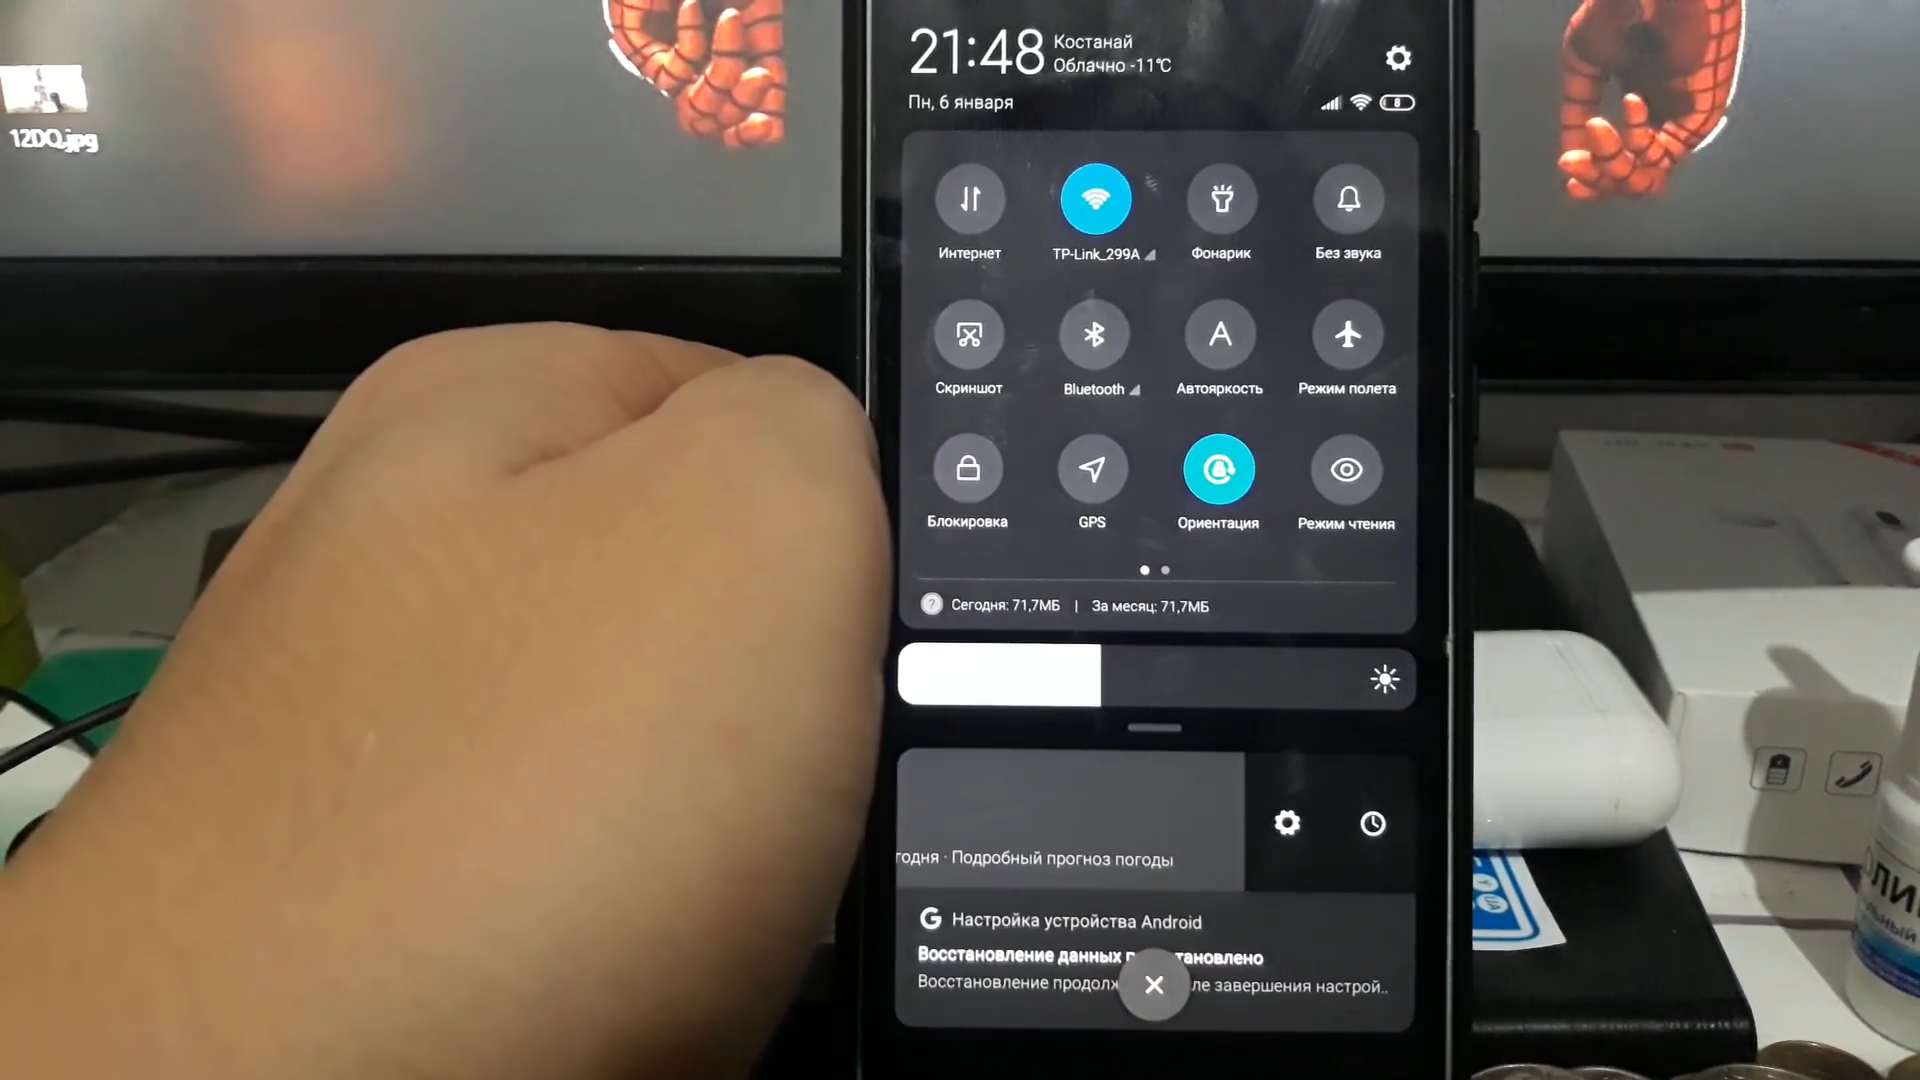 12DQ.jpg
21:48
Костанай
Облачно -11℃
Пн, 6 января
8
Интернет
TP-Link_299A
Фонарик
Без звука
Скриншот
Bluetooth
Автояркость
Режим полета
Блокировка
GPS
Ориентация
Режим чтения
Сегодня: 71,7МБ | За месяц: 71,7МБ
годня · Подробный прогноз погоды
G Настройка устройства Android
Восстановление данных п тановлено
Восстановление продолж ле завершения настрой..